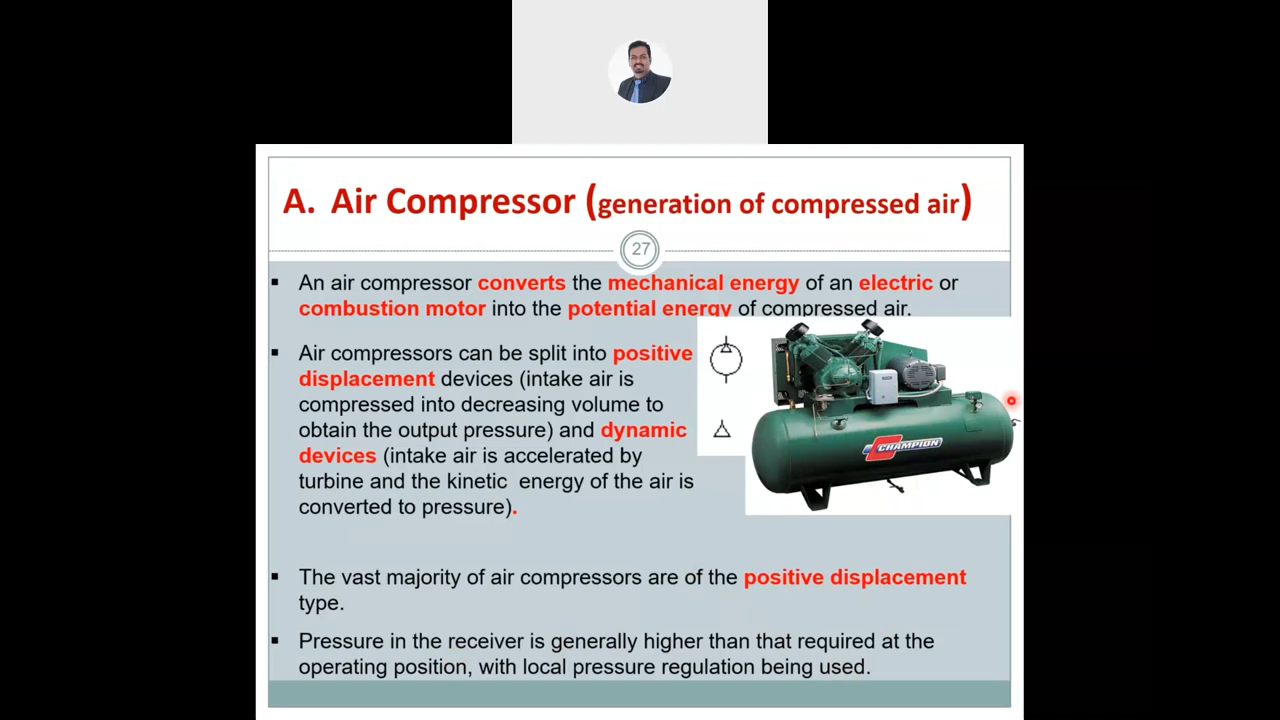 A. Air Compressor (generation of compressed air)
27
▪ An air compressor converts the mechanical energy of an electric or
combustion motor into the potential energy of compressed air.
▪ Air compressors can be split into positive
displacement devices (intake air is
compressed into decreasing volume to
obtain the output pressure) and dynamic
devices (intake air is accelerated by
turbine and the kinetic energy of the air is
converted to pressure).
CHAMPION
▪ The vast majority of air compressors are of the positive displacement
type.
▪ Pressure in the receiver is generally higher than that required at the
operating position, with local pressure regulation being used.